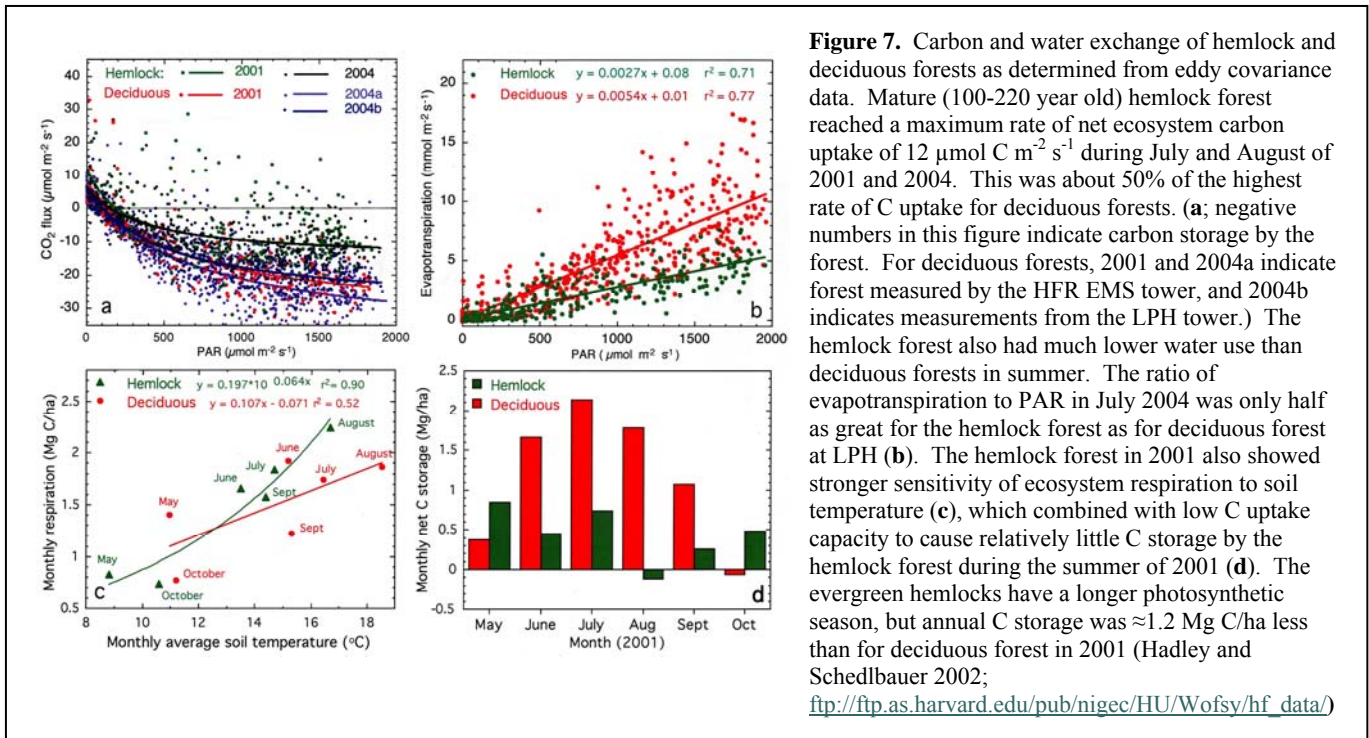 Hemlock: 2001 2004
Deciduous: 2001 2004a
2004b
CO2 flux (µmol m-2 s-1)
40
30
20
10
0
-10
-20
-30
a
0 500 1000 1500 2000
PAR (µmol m-2 s-1)
Hemlock y = 0.0027x + 0.08 r2 = 0.71
Deciduous y = 0.0054x + 0.01 r2 = 0.77
Evapotranspiration (mmol m-2 s-1)
20
15
10
5
0
b
0 500 1000 1500 2000
PAR ( µmol m-2 s-1)
Hemlock y = 0.197*10 0.064x r2= 0.90
Deciduous y = 0.107x - 0.071 r2 = 0.52
Monthly respiration (Mg C/ha)
2.5
2
1.5
1
0.5
August
June
July
July
August
June
Sept
May
Sept
May
October
October
c
8 10 12 14 16 18
Monthly average soil temperature (oC)
Hemlock
Deciduous
Monthly net C storage (Mg/ha)
2.5
2
1.5
1
0.5
0
-0.5
d
May June July Aug Sept Oct
Month (2001)
Figure 7. Carbon and water exchange of hemlock and
deciduous forests as determined from eddy covariance
data. Mature (100-220 year old) hemlock forest
reached a maximum rate of net ecosystem carbon
uptake of 12 µmol C m-2 s-1 during July and August of
2001 and 2004. This was about 50% of the highest
rate of C uptake for deciduous forests. (a; negative
numbers in this figure indicate carbon storage by the
forest. For deciduous forests, 2001 and 2004a indicate
forest measured by the HFR EMS tower, and 2004b
indicates measurements from the LPH tower.) The
hemlock forest also had much lower water use than
deciduous forests in summer. The ratio of
evapotranspiration to PAR in July 2004 was only half
as great for the hemlock forest as for deciduous forest
at LPH (b). The hemlock forest in 2001 also showed
stronger sensitivity of ecosystem respiration to soil
temperature (c), which combined with low C uptake
capacity to cause relatively little C storage by the
hemlock forest during the summer of 2001 (d). The
evergreen hemlocks have a longer photosynthetic
season, but annual C storage was ≈1.2 Mg C/ha less
than for deciduous forest in 2001 (Hadley and
Schedlbauer 2002;
ftp://ftp.as.harvard.edu/pub/nigec/HU/Wofsy/hf_data/)